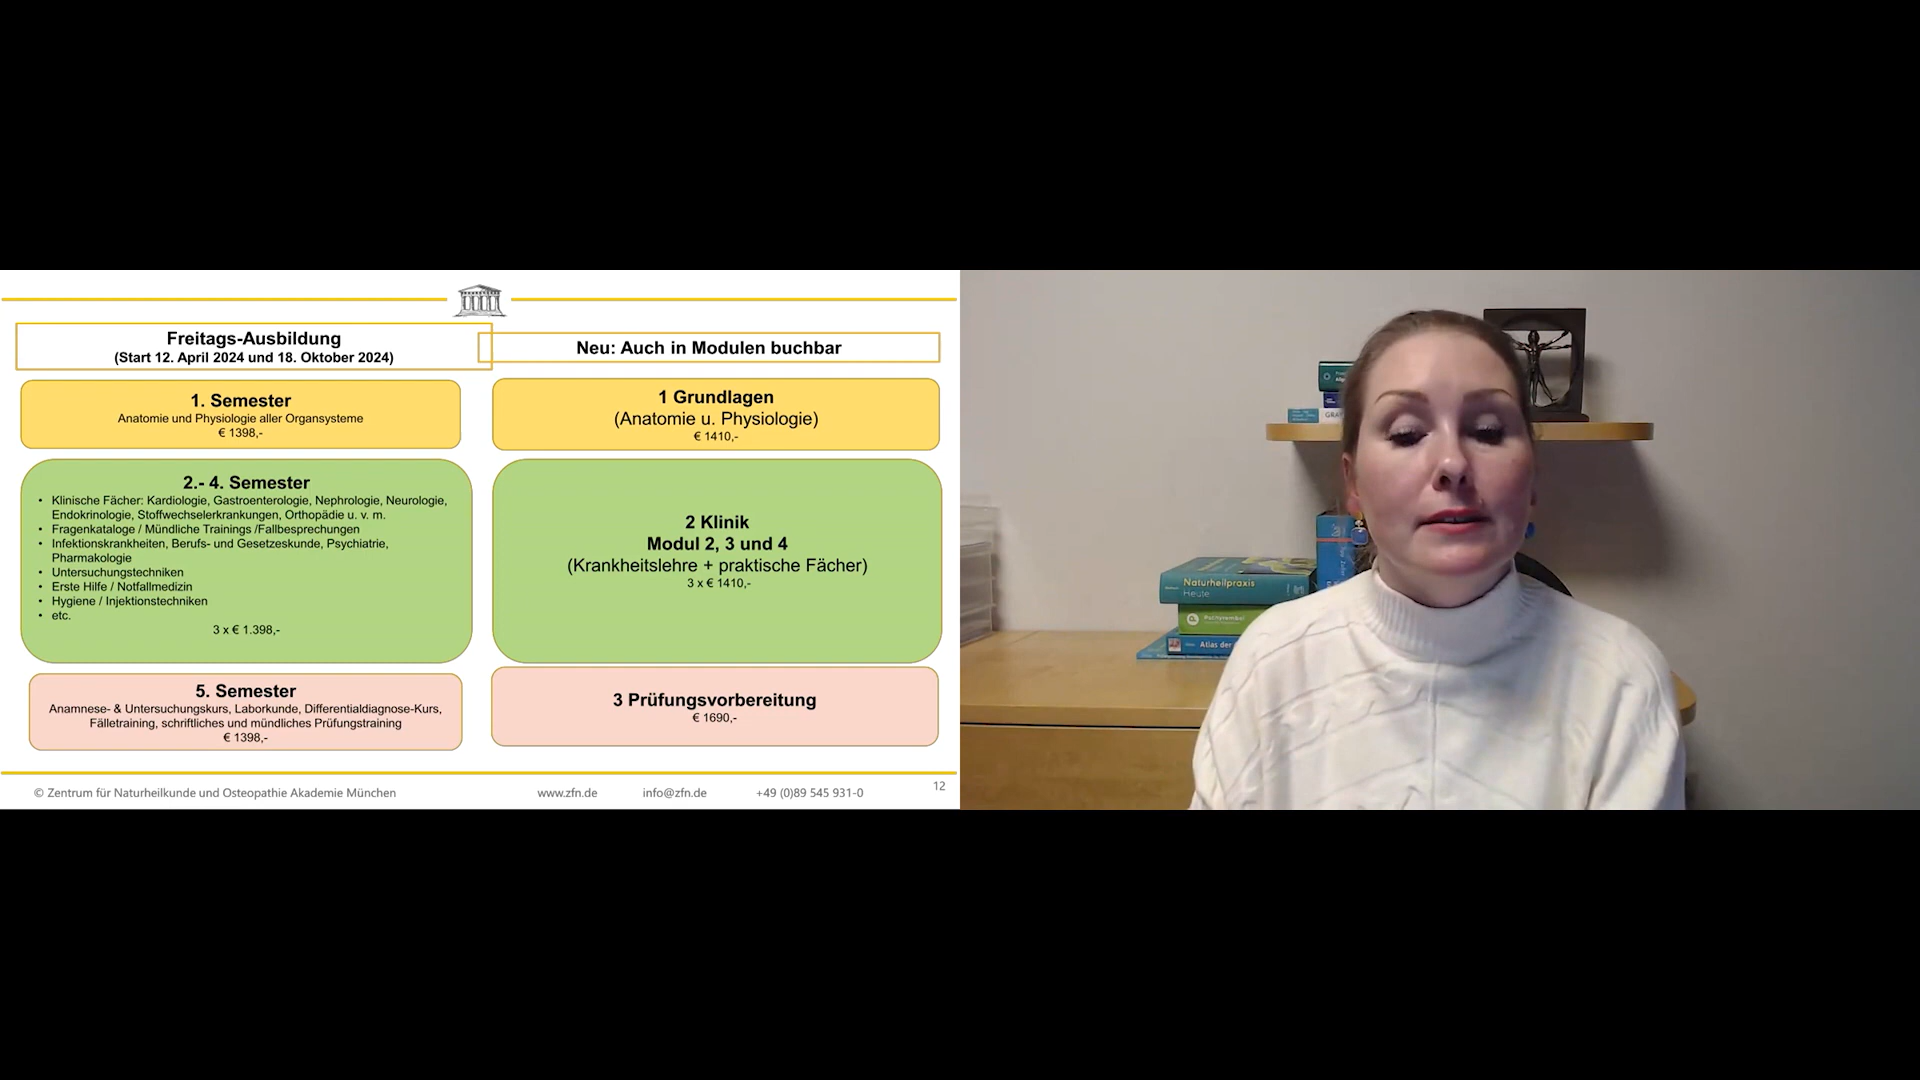 Freitags-Ausbildung
(Start 12. April 2024 und 18. Oktober 2024)
1. Semester
Anatomie und Physiologie aller Organsysteme
€ 1398,-
2.- 4. Semester
• Klinische Fächer: Kardiologie, Gastroenterologie, Nephrologie, Neurologie,
Endokrinologie, Stoffwechselerkrankungen, Orthopädie u. v. m.
• Fragenkataloge / Mündliche Trainings /Fallbesprechungen
• Infektionskrankheiten, Berufs- und Gesetzeskunde, Psychiatrie,
Pharmakologie
• Untersuchungstechniken
• Erste Hilfe / Notfallmedizin
• Hygiene / Injektionstechniken
• etc.
3 x € 1.398,-
5. Semester
Anamnese- & Untersuchungskurs, Laborkunde, Differentialdiagnose-Kurs,
Fälletraining, schriftliches und mündliches Prüfungstraining
€ 1398,-
Neu: Auch in Modulen buchbar
1 Grundlagen
(Anatomie u. Physiologie)
€ 1410,-
2 Klinik
Modul 2, 3 und 4
(Krankheitslehre + praktische Fächer)
3 x € 1410,-
3 Prüfungsvorbereitung
€ 1690,-
© Zentrum für Naturheilkunde und Osteopathie Akademie München
www.zfn.de
info@zfn.de
+49 (0)89 545 931-0
12
Naturheilpraxis
Heute
Pschyrembel
Atlas der